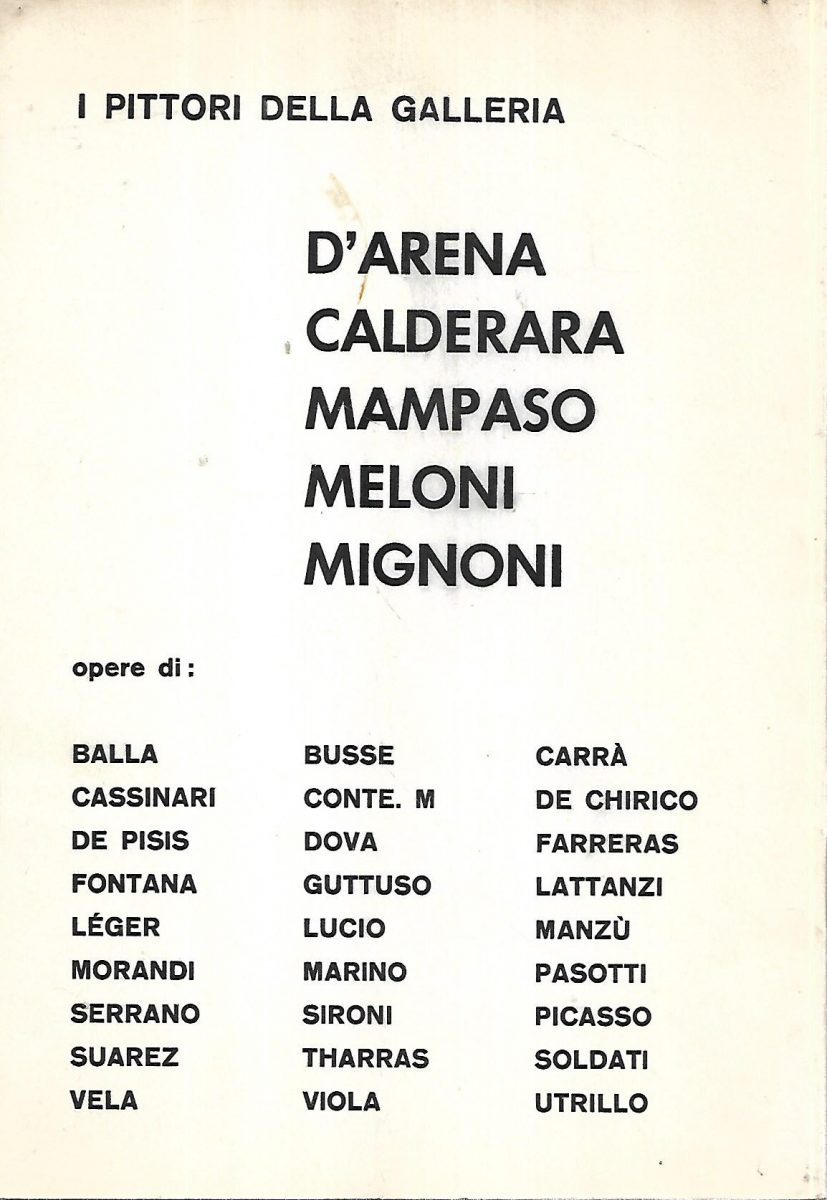 I PITTORI DELLA GALLERIA
D'ARENA
CALDERARA
MAMPASO
MELONI
MIGNONI
opere di:
BALLA BUSSE CARRÀ
CASSINARI CONTE. M DE CHIRICO
DE PISIS DOVA FARRERAS
FONTANA GUTTUSO LATTANZI
LÉGER LUCIO MANZÙ
MORANDI MARINO PASOTTI
SERRANO SIRONI PICASSO
SUAREZ THARRAS SOLDATI
VELA VIOLA UTRILLO